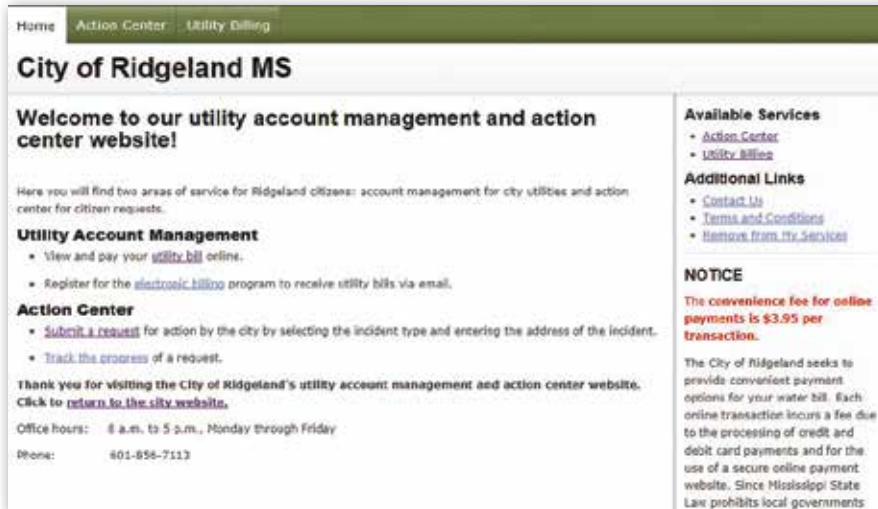 Home Action Center Utility Billing
City of Ridgeland MS
Welcome to our utility account management and action
center website!
Here you will find two areas of service for Ridgeland citizens: account management for city utilities and action
center for citizen requests.
Utility Account Management
• View and pay your utility bill online.
• Register for the electronic billing program to receive utility bills via email.
Action Center
• Submit a request for action by the city by selecting the incident type and entering the address of the incident.
• Track the progress of a request.
Thank you for visiting the City of Ridgeland's utility account management and action center website.
Click to return to the city website.
Office hours: 8 a.m. to 5 p.m., Monday through Friday
Phone: 601-856-7113
Available Services
• Action Center
• Utility Billing
Additional Links
• Contact Us
• Terms and Conditions
• Remove from My Services
NOTICE
The convenience fee for online
payments is $3.95 per
transaction.
The City of Ridgeland seeks to
provide convenient payment
options for your water bill. Each
online transaction incurs a fee due
to the processing of credit and
debit card payments and for the
use of a secure online payment
website. Since Mississippi State
Law prohibits local governments